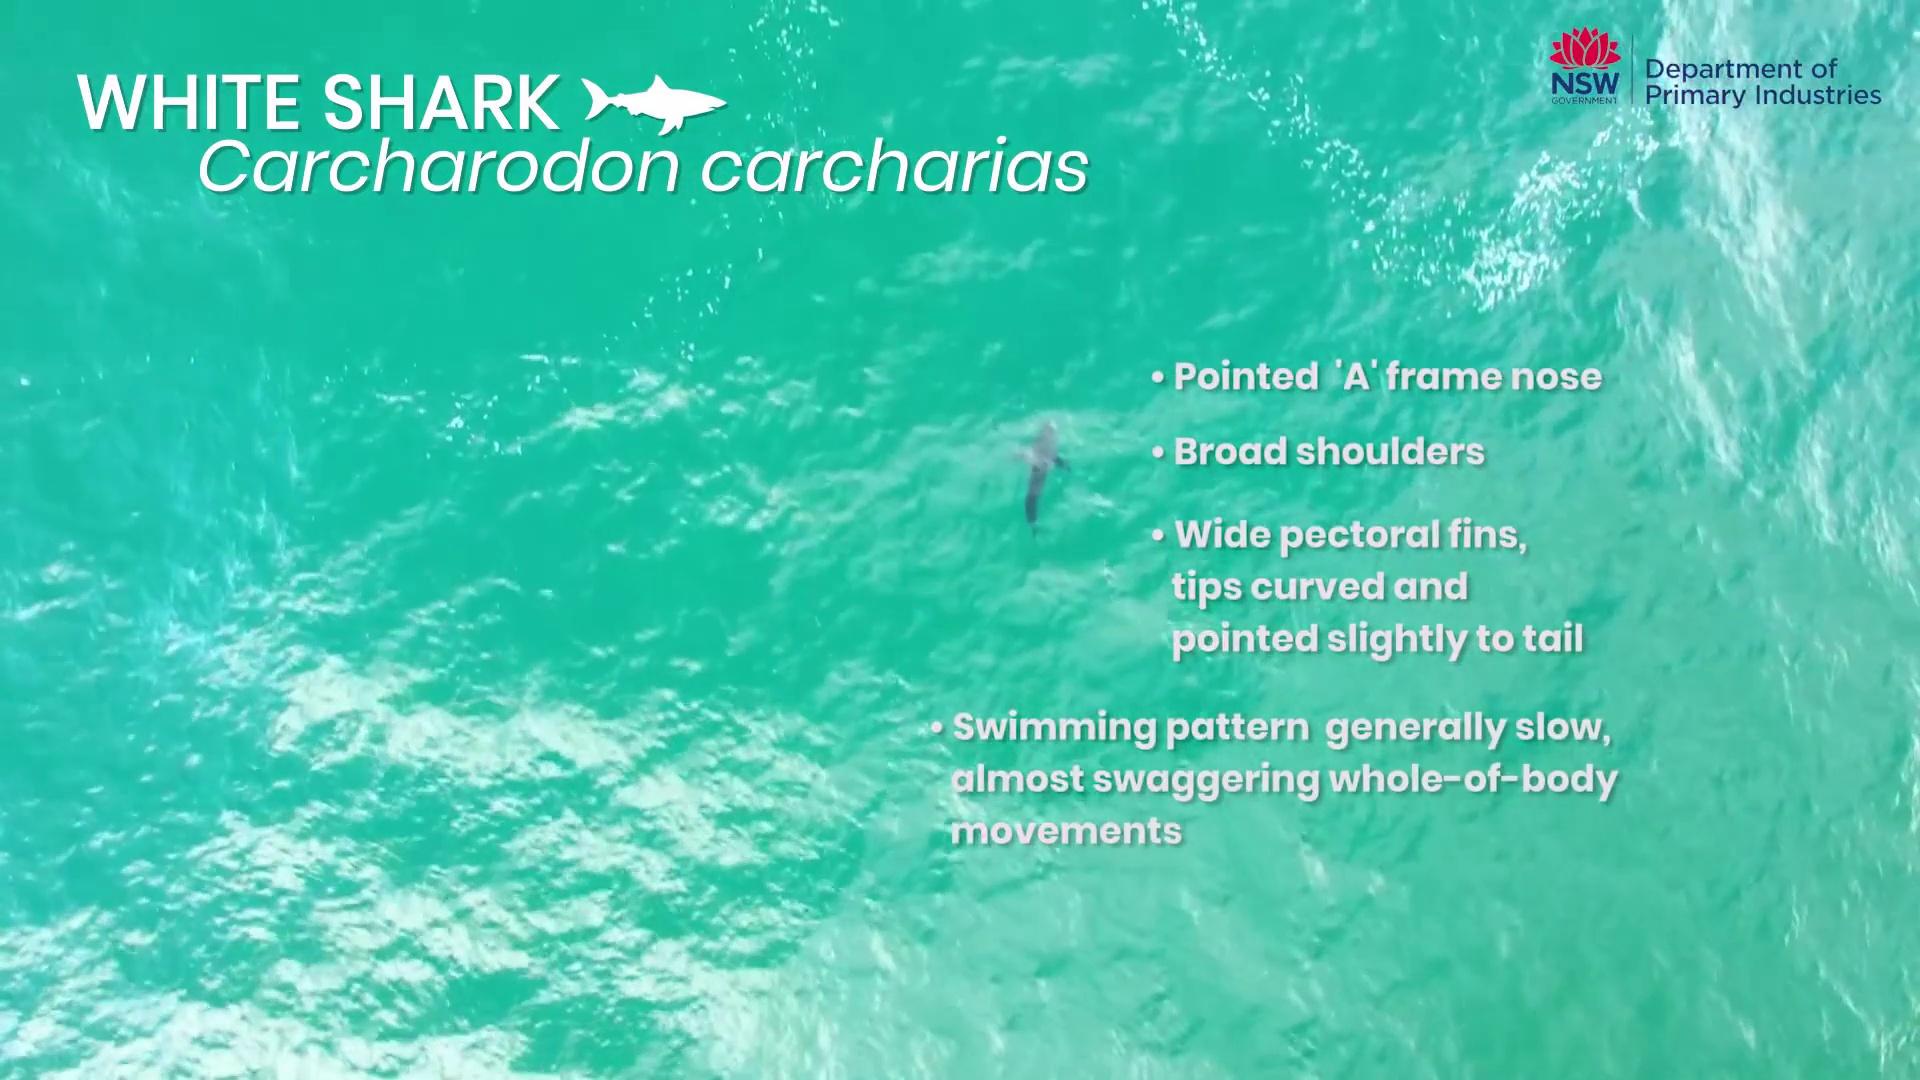 WHITE SHARK
Carcharodon carcharias
NSW
GOVERNMENT
Department of
Primary Industries
• Pointed 'A' frame nose
• Broad shoulders
• Wide pectoral fins,
tips curved and
pointed slightly to tail
• Swimming pattern generally slow,
almost swaggering whole-of-body
movements